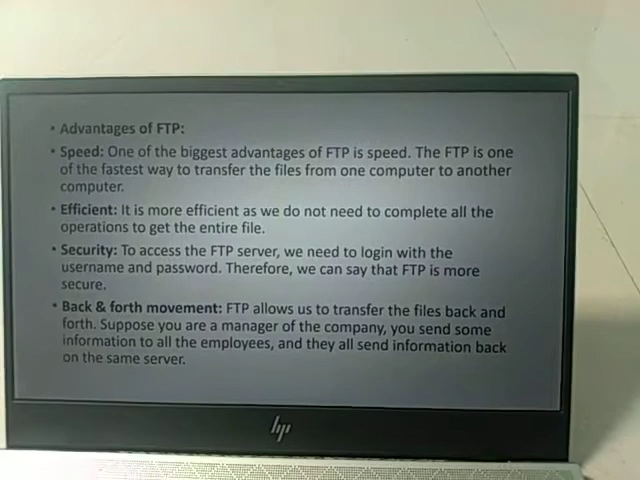 • Advantages of FTP:
• Speed: One of the biggest advantages of FTP is speed. The FTP is one
of the fastest way to transfer the files from one computer to another
computer.
• Efficient: It is more efficient as we do not need to complete all the
operations to get the entire file.
• Security: To access the FTP server, we need to login with the
username and password. Therefore, we can say that FTP is more
secure.
• Back & forth movement: FTP allows us to transfer the files back and
forth. Suppose you are a manager of the company, you send some
information to all the employees, and they all send information back
on the same server.
hp